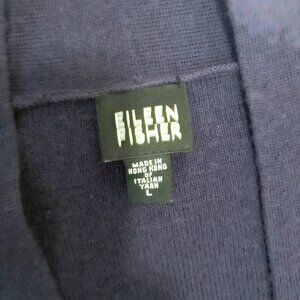 EILEEN
FISHER
MADE IN
HONG KONG
OF
ITALIAN
YARN
L